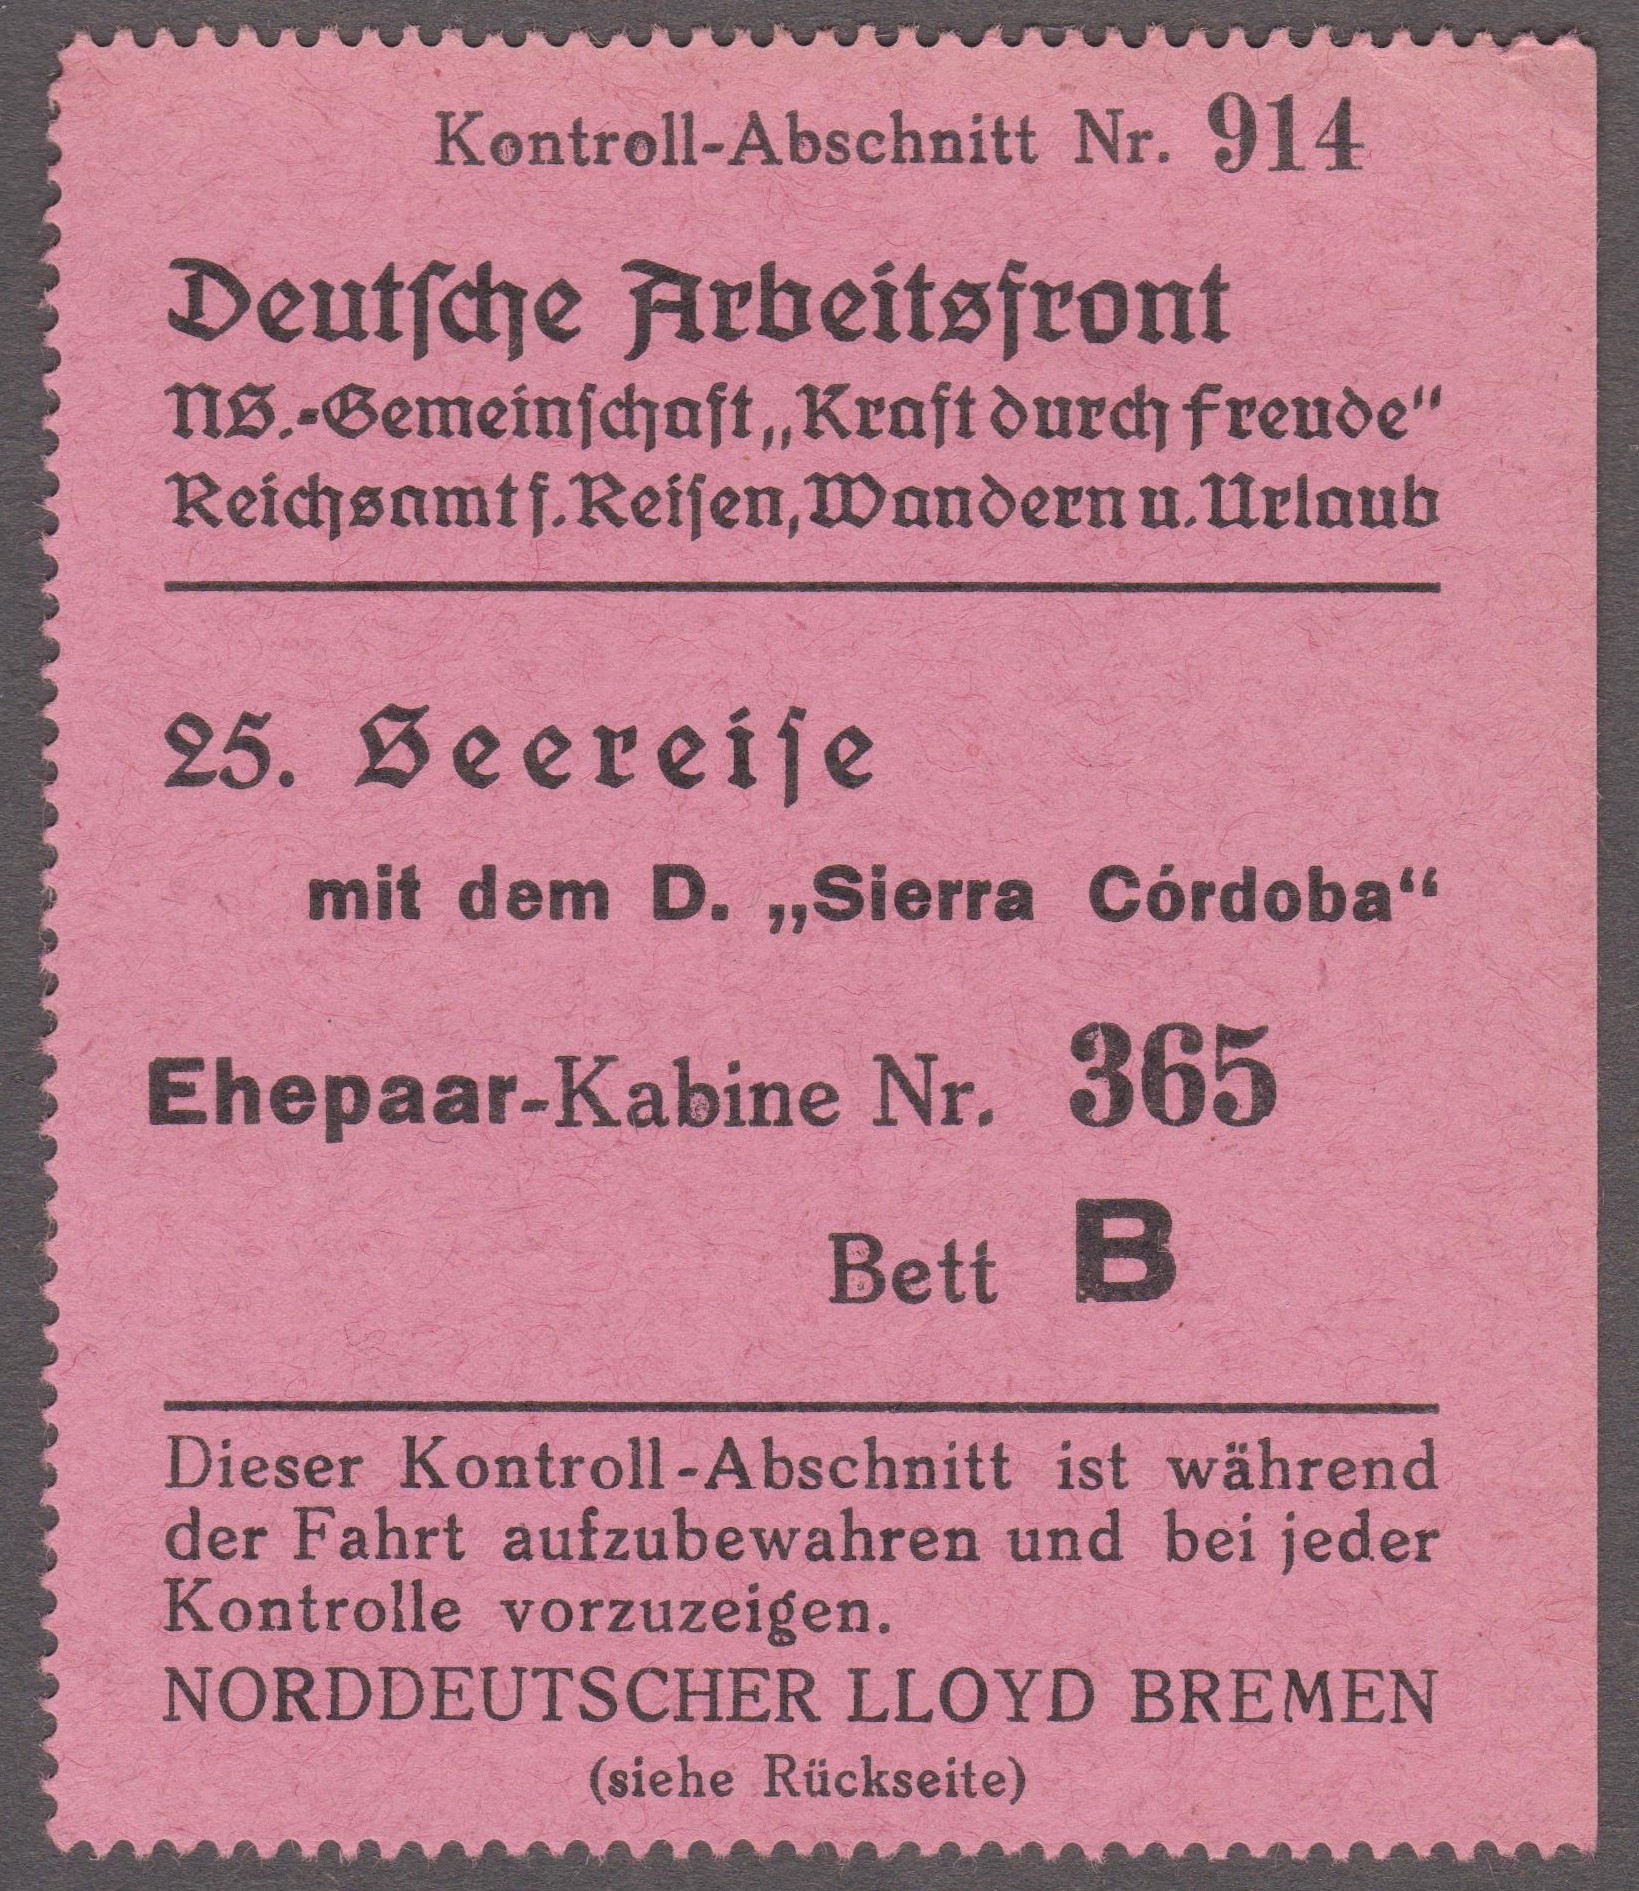 Kontroll-Abschnitt Nr. 914
Deutsche Arbeitsfront
NS.-Gemeinschaft „Kraft durch Freude“
Reichsamt f. Reisen, Wandern u. Urlaub
25. Seereise
mit dem D. „Sierra Córdoba“
Ehepaar-Kabine Nr. 365
Bett B
Dieser Kontroll-Abschnitt ist während
der Fahrt aufzubewahren und bei jeder
Kontrolle vorzuzeigen.
NORDDEUTSCHER LLOYD BREMEN
(siehe Rückseite)